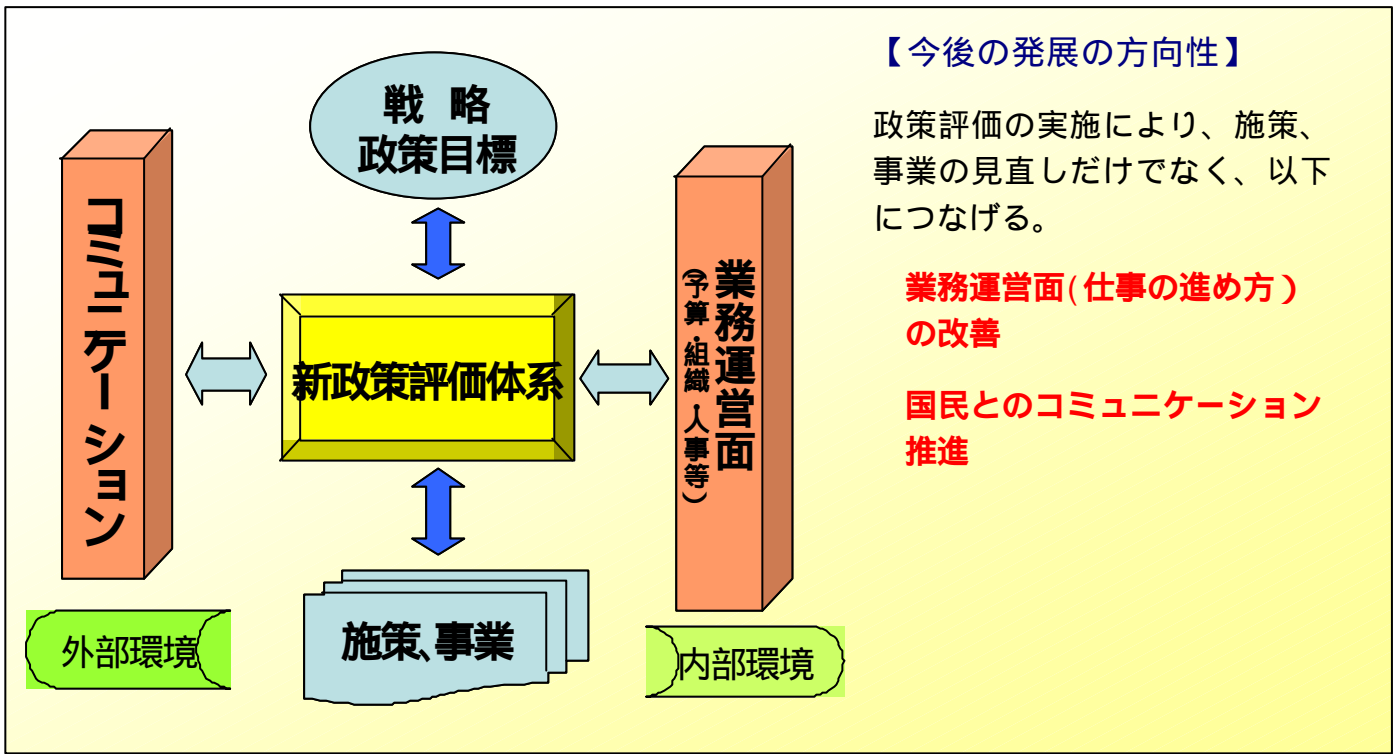 戦 略
政策目標
コミュニケーション
新政策評価体系
業務運営面
(予算・組織・人事等)
施策、事業
外部環境
内部環境
【今後の発展の方向性】
政策評価の実施により、施策、
事業の見直しだけでなく、以下
につなげる。
業務運営面(仕事の進め方)
の改善
国民とのコミュニケーション
推進